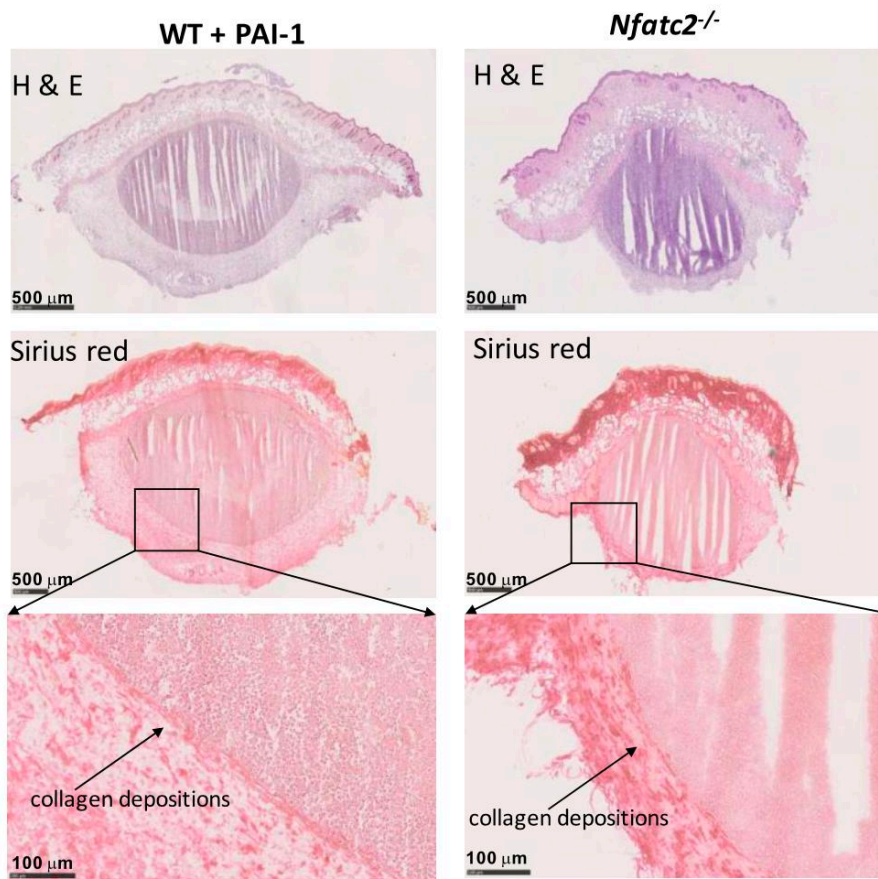 WT + PAI-1
Nfatc2-/-
H & E
H & E
500 μm
500 μm
Sirius red
Sirius red
500 μm
500 μm
collagen depositions
collagen depositions
100 μm
100 μm